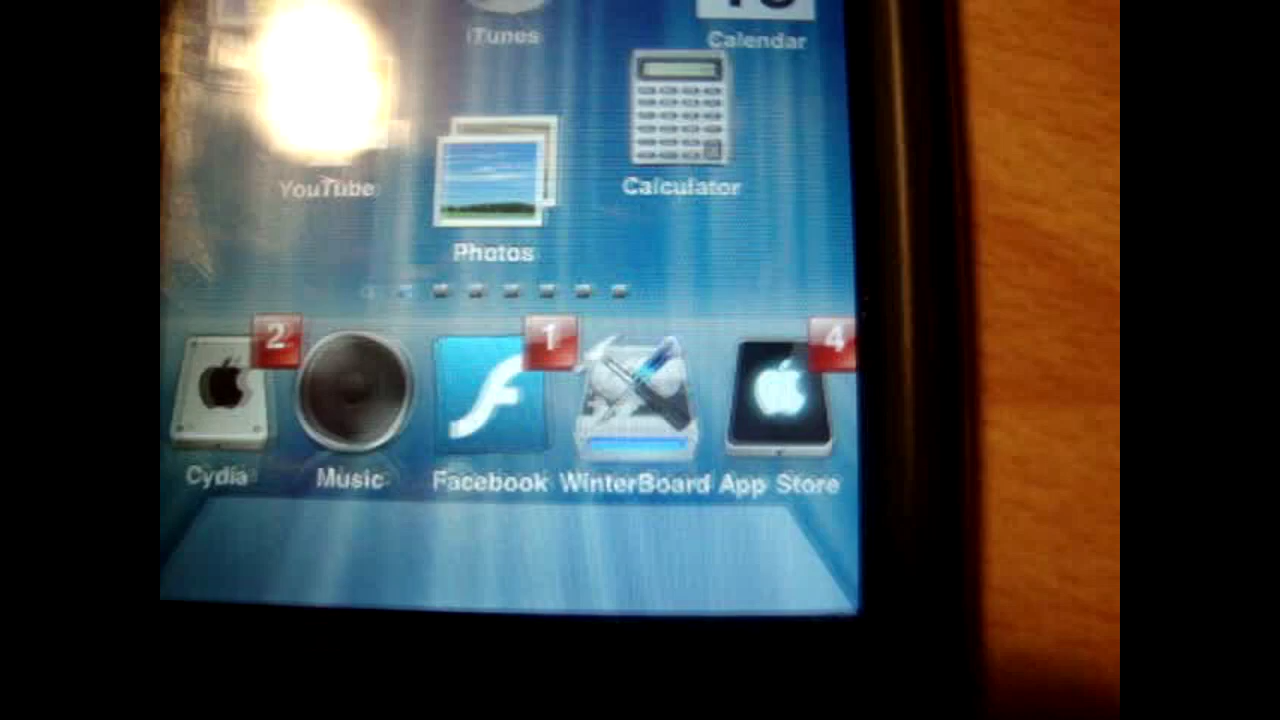 iTunes
Calendar
YouTube
Calculator
Photos
2
1
4
Cydia
Music
Facebook
WinterBoard
App Store